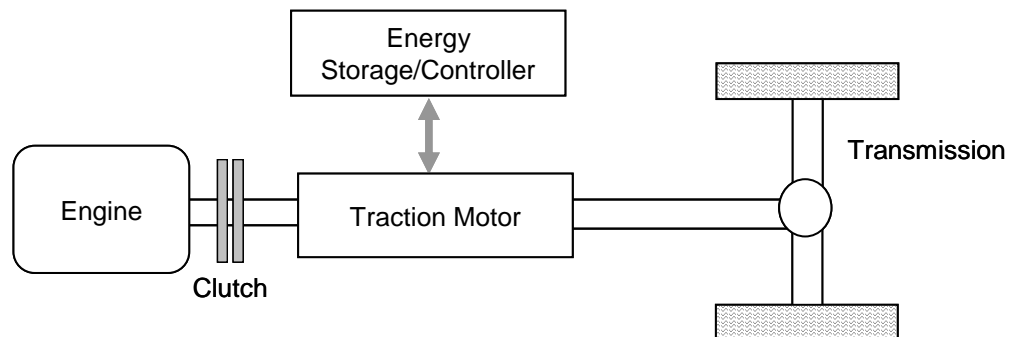 Energy
Storage/Controller
Transmission
Engine
Traction Motor
Clutch